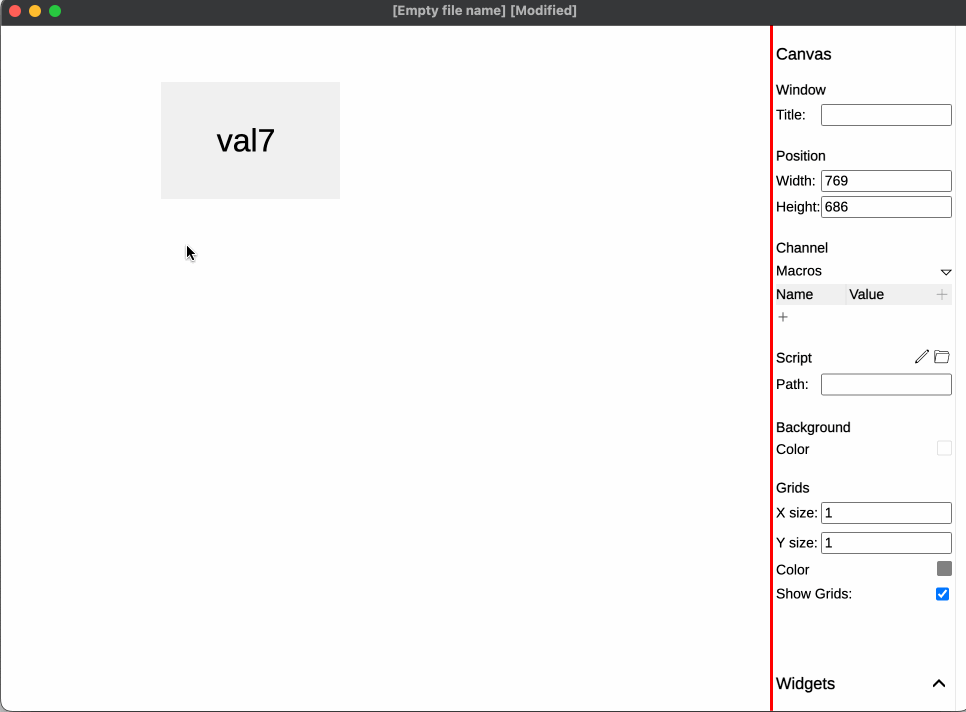 [Empty file name] [Modified]
val7
Canvas
Window
Title:
Position
Width: 769
Height: 686
Channel
Macros
Name Value
Script
Path:
Background
Color
Grids
X size: 1
Y size: 1
Color
Show Grids:
Widgets